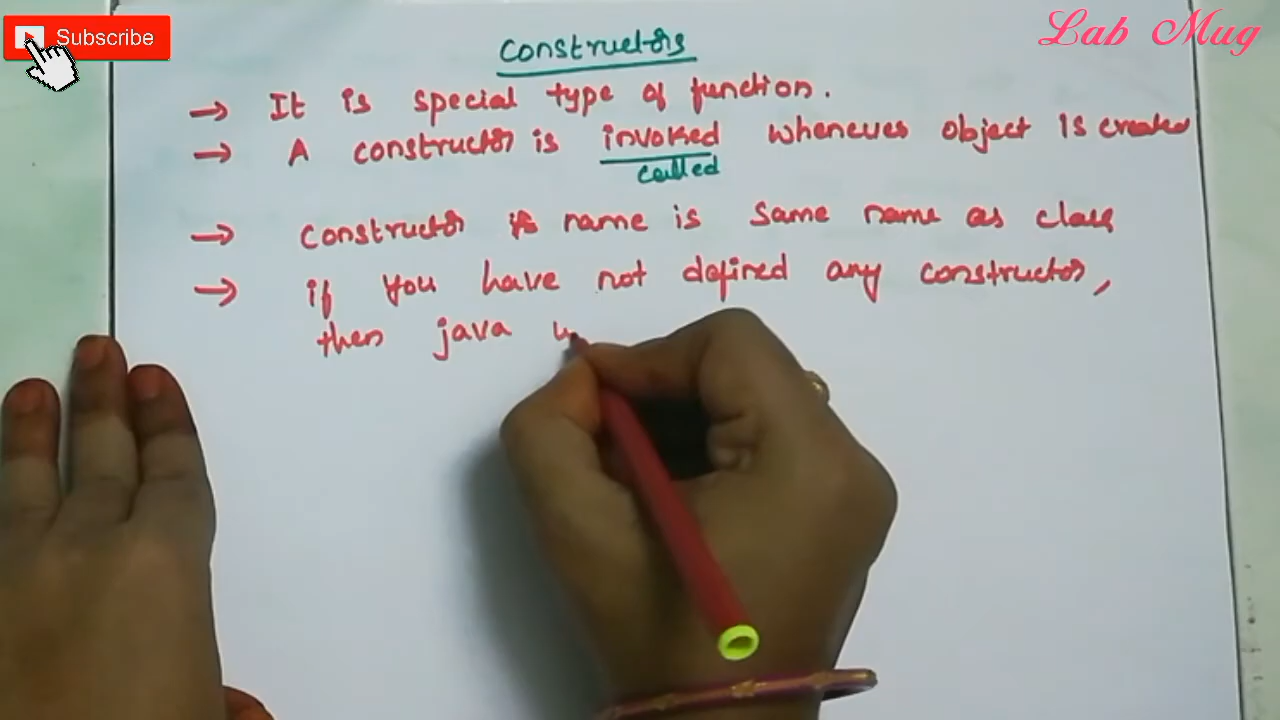 Subscribe
Lab Mug
Constructors
→ It is special type of function.
→ A constructor is invoked whenever object is created
called
→ constructor name is same name as class
→ if you have not defined any constructor,
then java